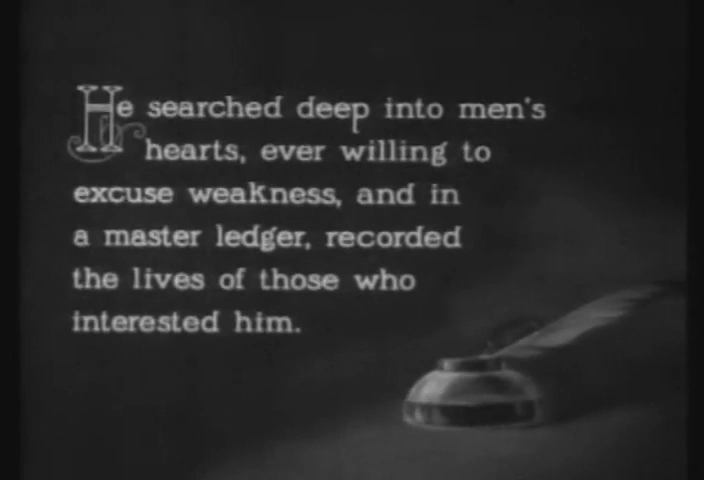 He searched deep into men's
hearts, ever willing to
excuse weakness, and in
a master ledger, recorded
the lives of those who
interested him.